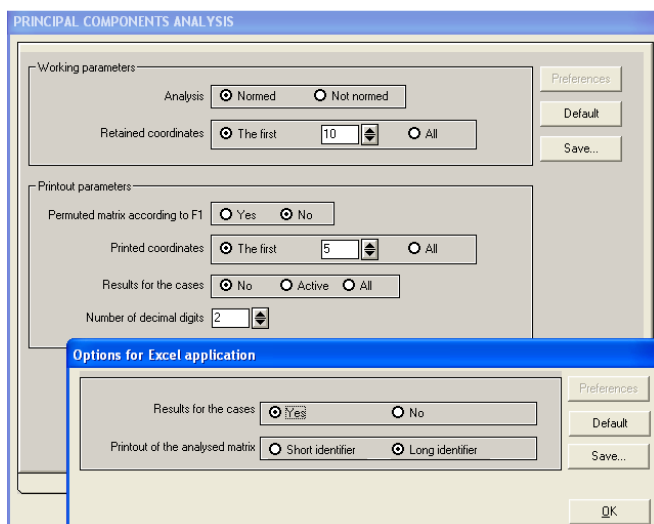 PRINCIPAL COMPONENTS ANALYSIS
Working parameters
Preferences
Analysis Normed Not normed
Default
Retained coordinates The first 10 All
Save...
Printout parameters
Permuted matrix according to F1 Yes No
Printed coordinates The first 5 All
Results for the cases No Active All
Number of decimal digits 2
Options for Excel application
Preferences
Results for the cases Yes No
Default
Printout of the analysed matrix Short identifier Long identifier
Save...
OK